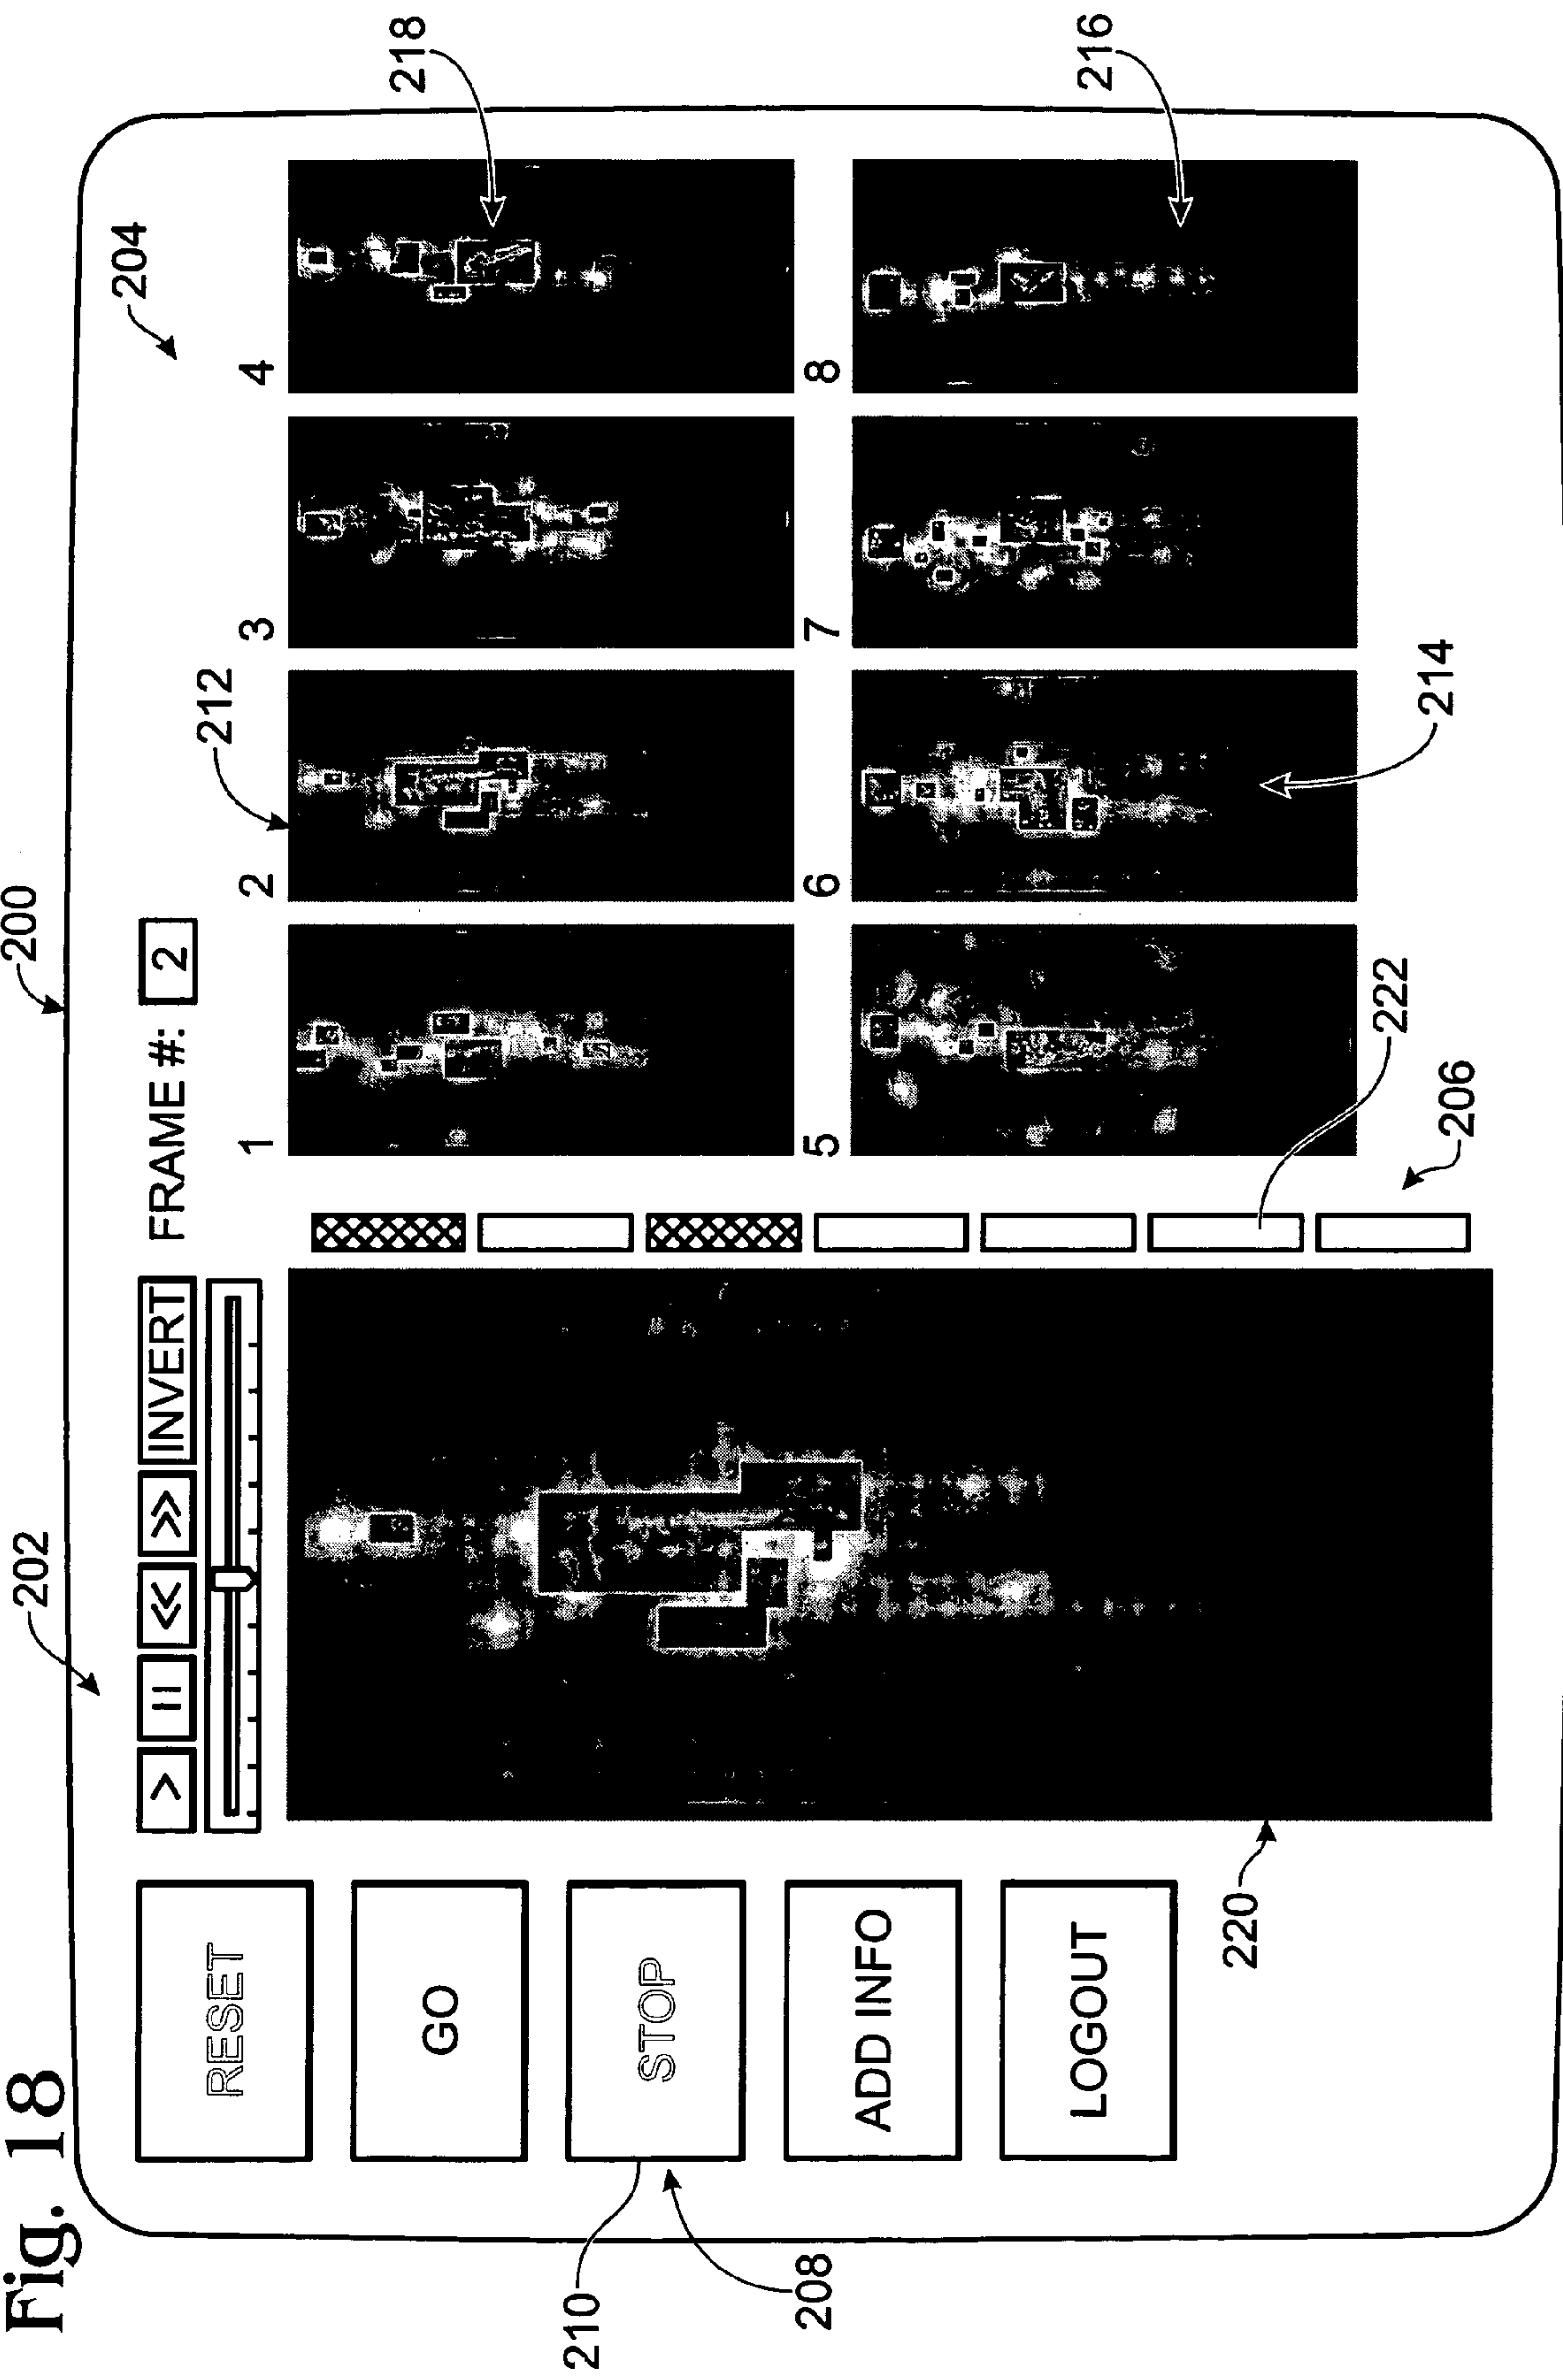 Fig. 18
200
202
204
RESET
GO
STOP
ADD INFO
LOGOUT
210
208
> II << >> INVERT
FRAME #: 2
220
212
1 2 3 4
218
5 6 7 8
206
222
214
216